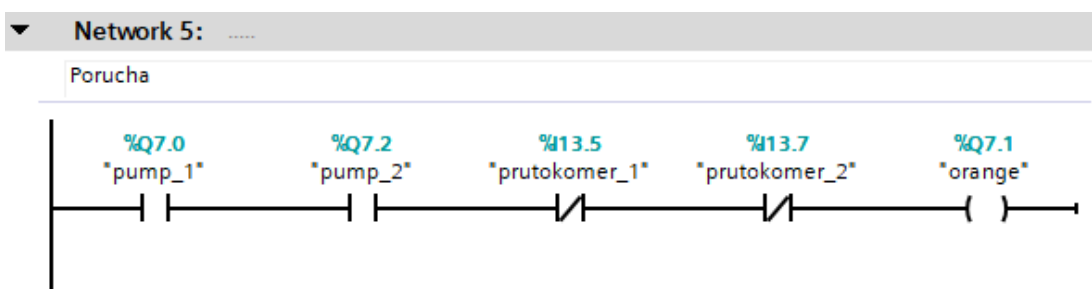 Network 5: .....
Porucha
%Q7.0 %Q7.2 %I13.5 %I13.7 %Q7.1
"pump_1" "pump_2" "prutokomer_1" "prutokomer_2" "orange"